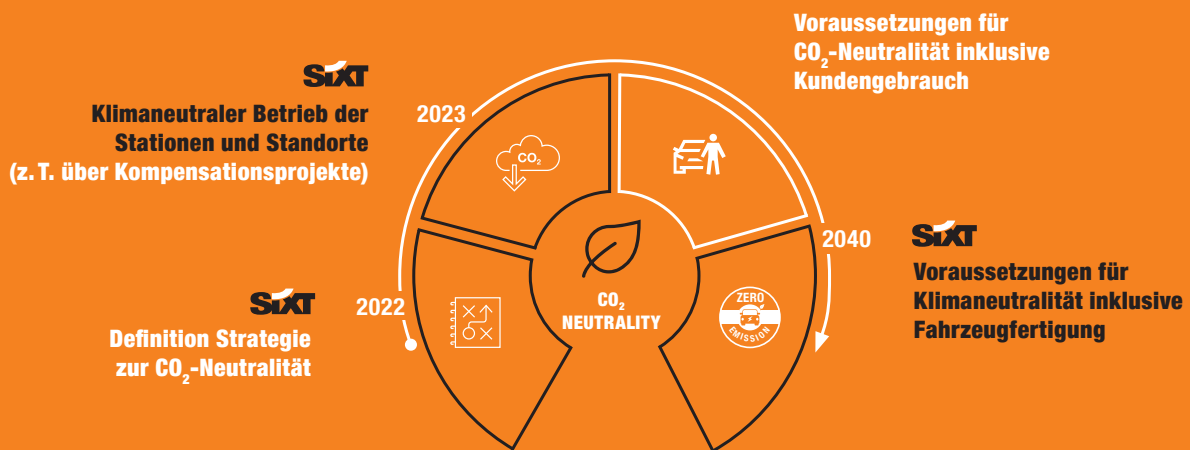 Voraussetzungen für
CO₂-Neutralität inklusive
Kundengebrauch
SIXT
Klimaneutraler Betrieb der
Stationen und Standorte
(z. T. über Kompensationsprojekte)
2023
CO₂
2040
SIXT
Voraussetzungen für
Klimaneutralität inklusive
Fahrzeugfertigung
SIXT
Definition Strategie
zur CO₂-Neutralität
2022
CO₂
NEUTRALITY
ZERO
EMISSION